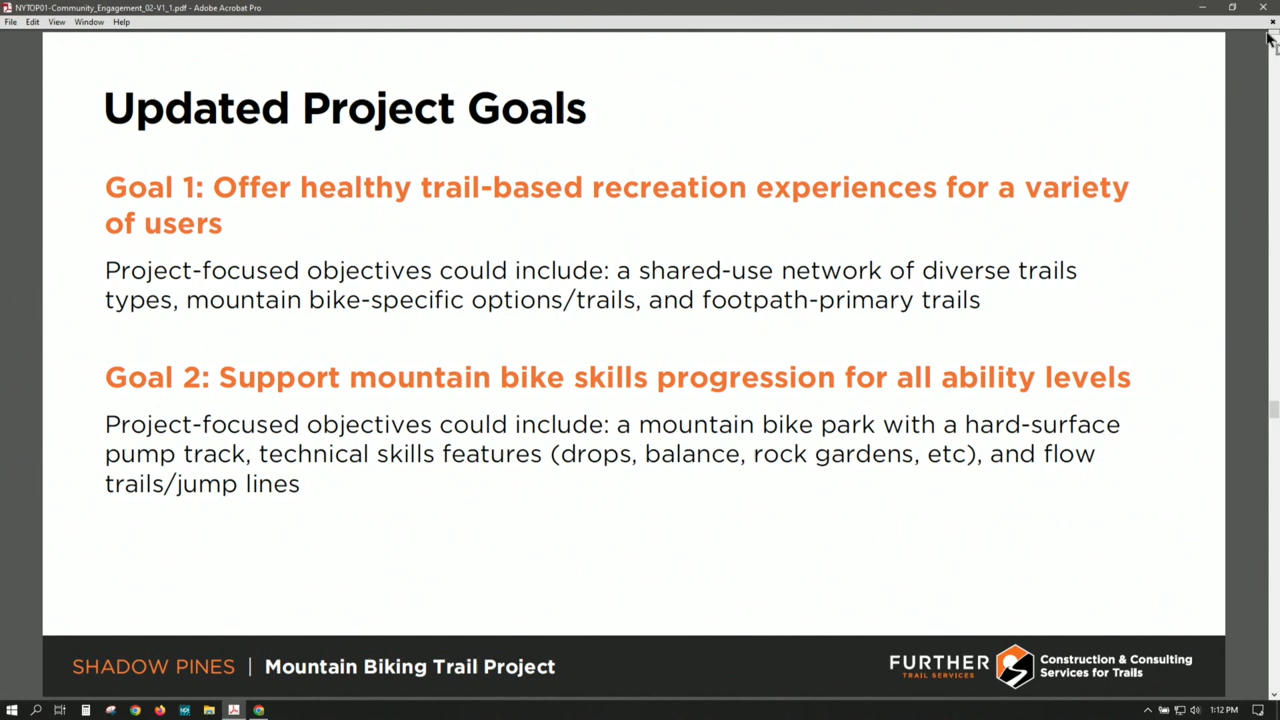 NYTOP01-Community_Engagement_02-V1_1.pdf - Adobe Acrobat Pro
File Edit View Window Help
Updated Project Goals
Goal 1: Offer healthy trail-based recreation experiences for a variety
of users
Project-focused objectives could include: a shared-use network of diverse trails
types, mountain bike-specific options/trails, and footpath-primary trails
Goal 2: Support mountain bike skills progression for all ability levels
Project-focused objectives could include: a mountain bike park with a hard-surface
pump track, technical skills features (drops, balance, rock gardens, etc), and flow
trails/jump lines
SHADOW PINES | Mountain Biking Trail Project
FURTHER
TRAIL SERVICES
Construction & Consulting
Services for Trails
1:12 PM